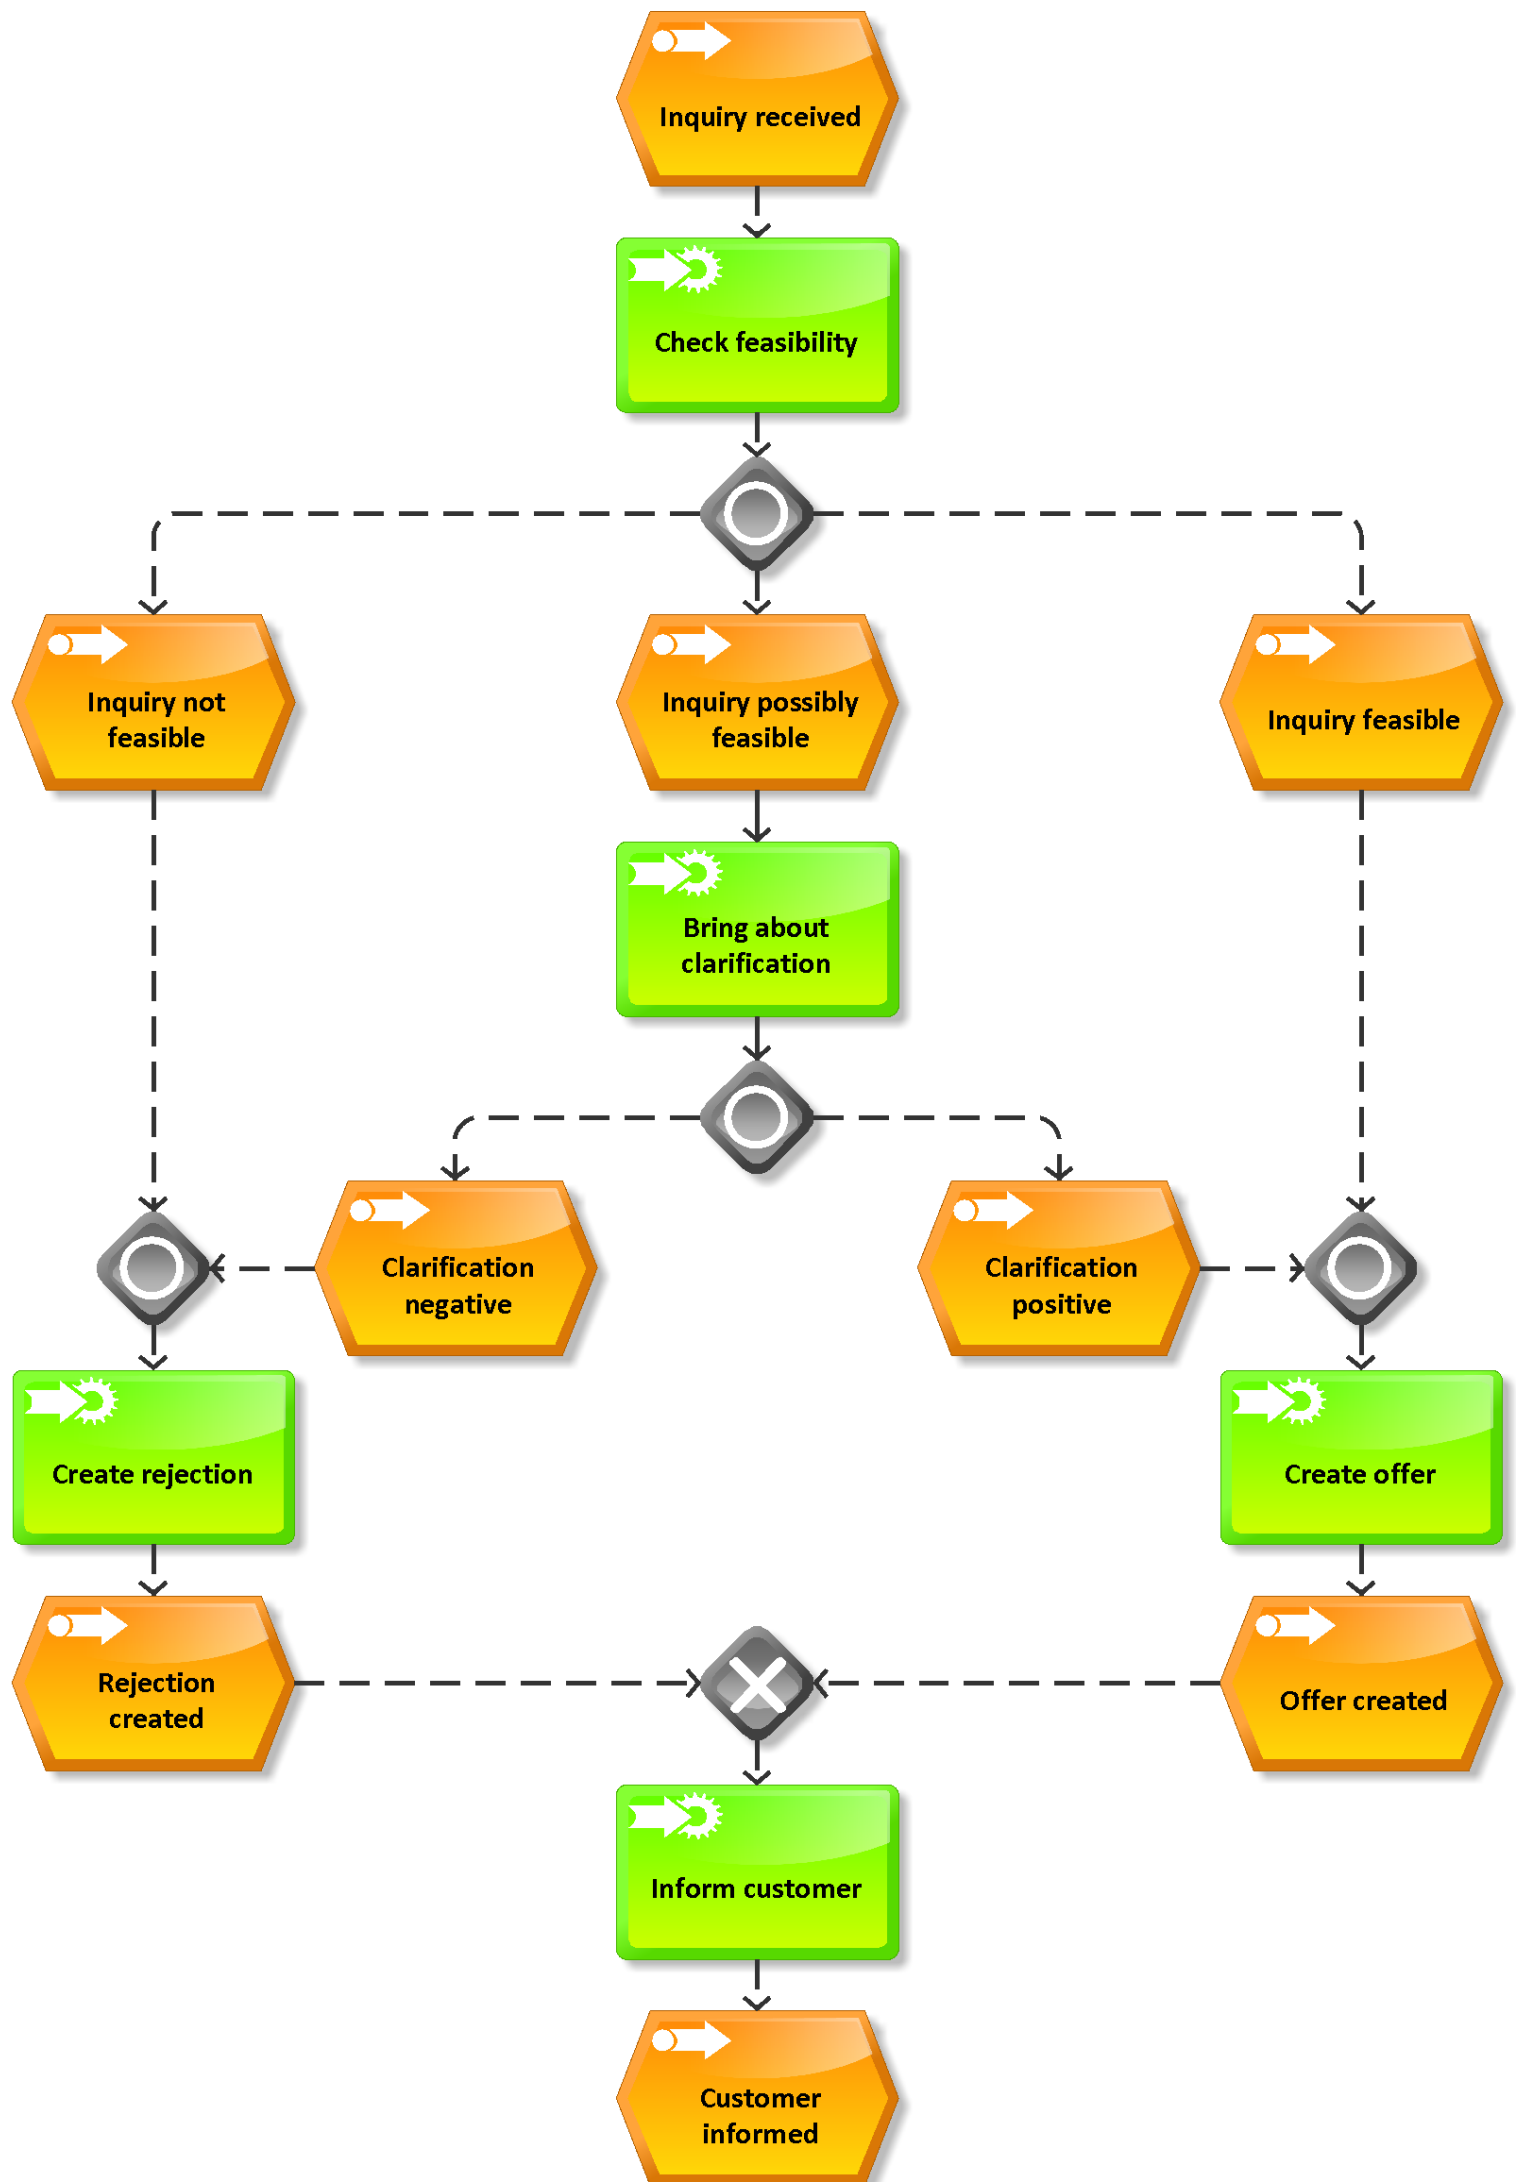 Inquiry received
Check feasibility
Inquiry not
feasible
Inquiry possibly
feasible
Inquiry feasible
Bring about
clarification
Clarification
negative
Clarification
positive
Create rejection
Create offer
Rejection
created
Offer created
Inform customer
Customer
informed